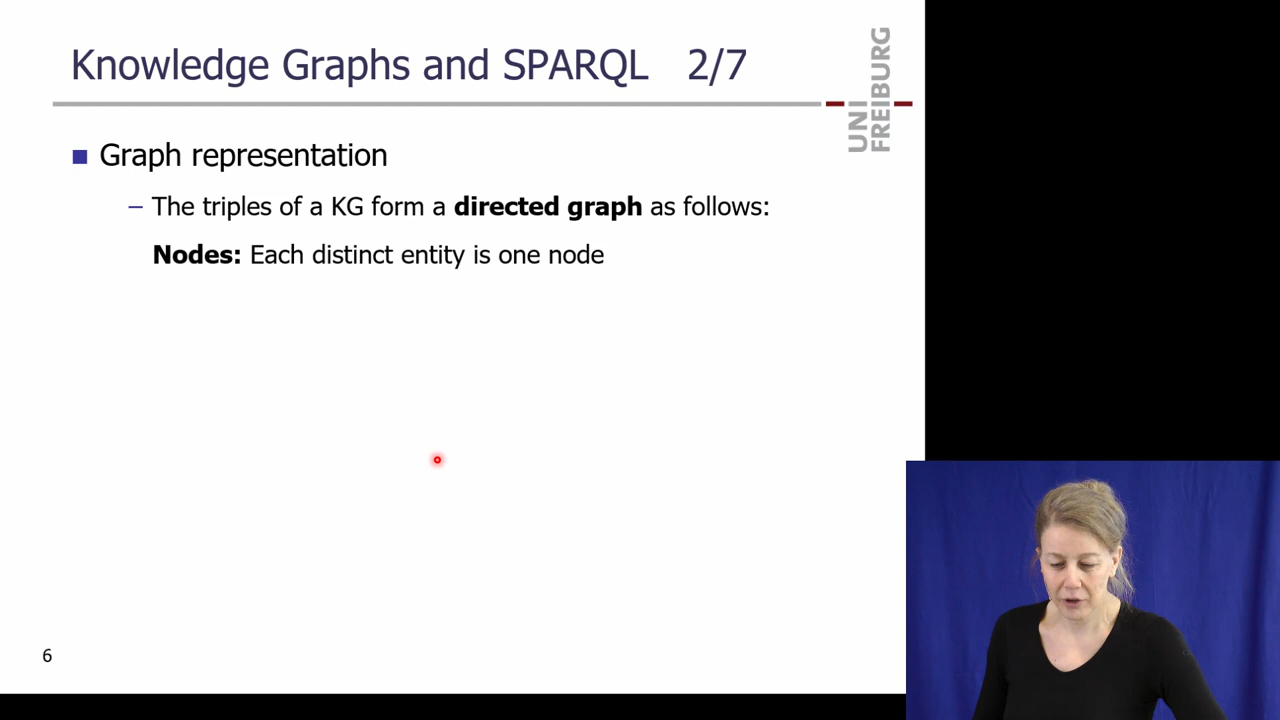 Knowledge Graphs and SPARQL 2/7
UNI
FREIBURG
■ Graph representation
– The triples of a KG form a directed graph as follows:
Nodes: Each distinct entity is one node
6